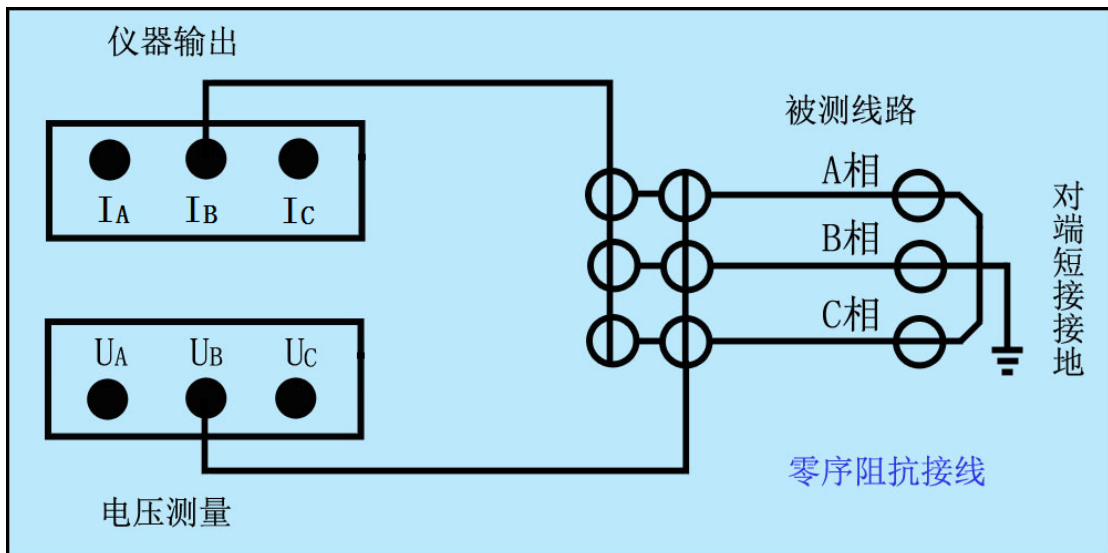 仪器输出
IA IB IC
被测线路
A相
B相
C相
对端短接接地
UA UB UC
电压测量
零序阻抗接线